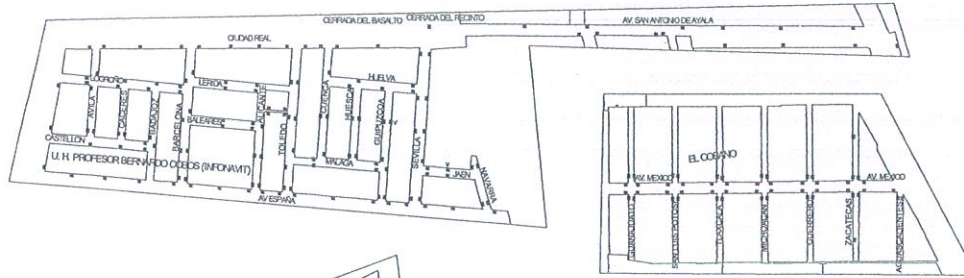 CERRADA DEL BASALTO
CERRADA DEL RECINTO
AV. SAN ANTONIO DE AYALA
CIUDAD REAL
LOGROÑO
LERIDA
HUELVA
AVILA
CACERES
BADAJOZ
BARCELONA
BALEARES
ALICANTE
TOLEDO
CUENCA
HUESCA
GUIPUZCOA
SEVILLA
CASTELLON
U. H. PROFESOR BERNARDO COBOS (INFONAVIT)
MALAGA
JAEN
NAVARRA
AV ESPAÑA
EL COBANO
AV. MEXICO
AV. MEXICO
GUANAJUATO
SAN LUIS POTOSI
TLAXCALA
MICHOACAN
GUERRERO
ZACATECAS
AGUASCALIENTES